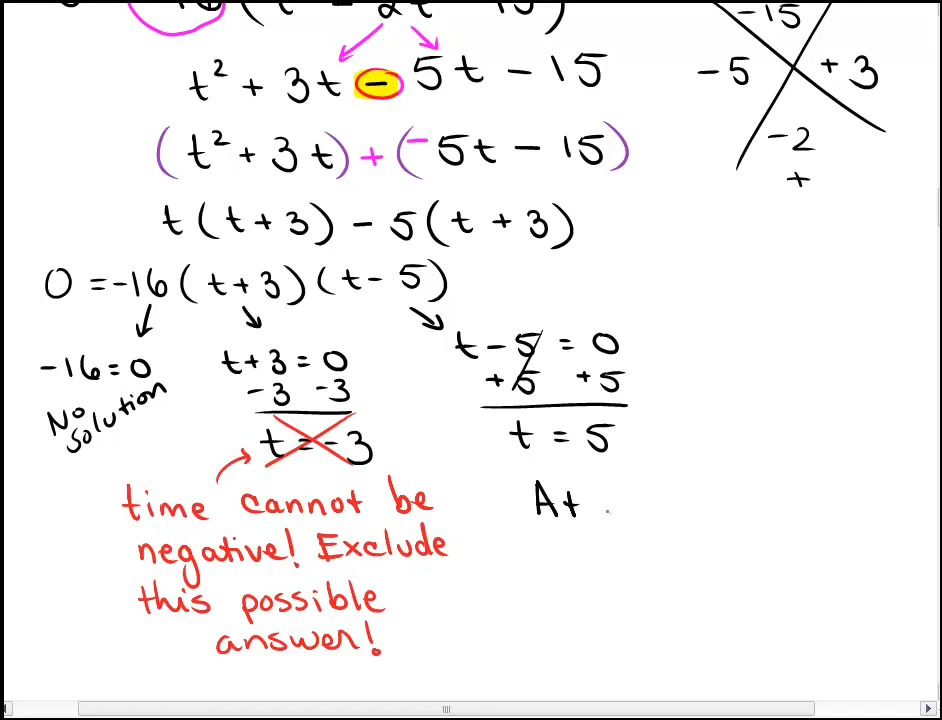 -15
t² + 3t - 5t - 15
-5 +3
(t² + 3t) + (-5t - 15)
-2
+
t(t+3) - 5(t+3)
0 = -16(t+3)(t-5)
-16=0
No
Solution
t+3=0
-3 -3
t=-3
t-5=0
+5 +5
t=5
time cannot be
negative! Exclude
this possible
answer!
At